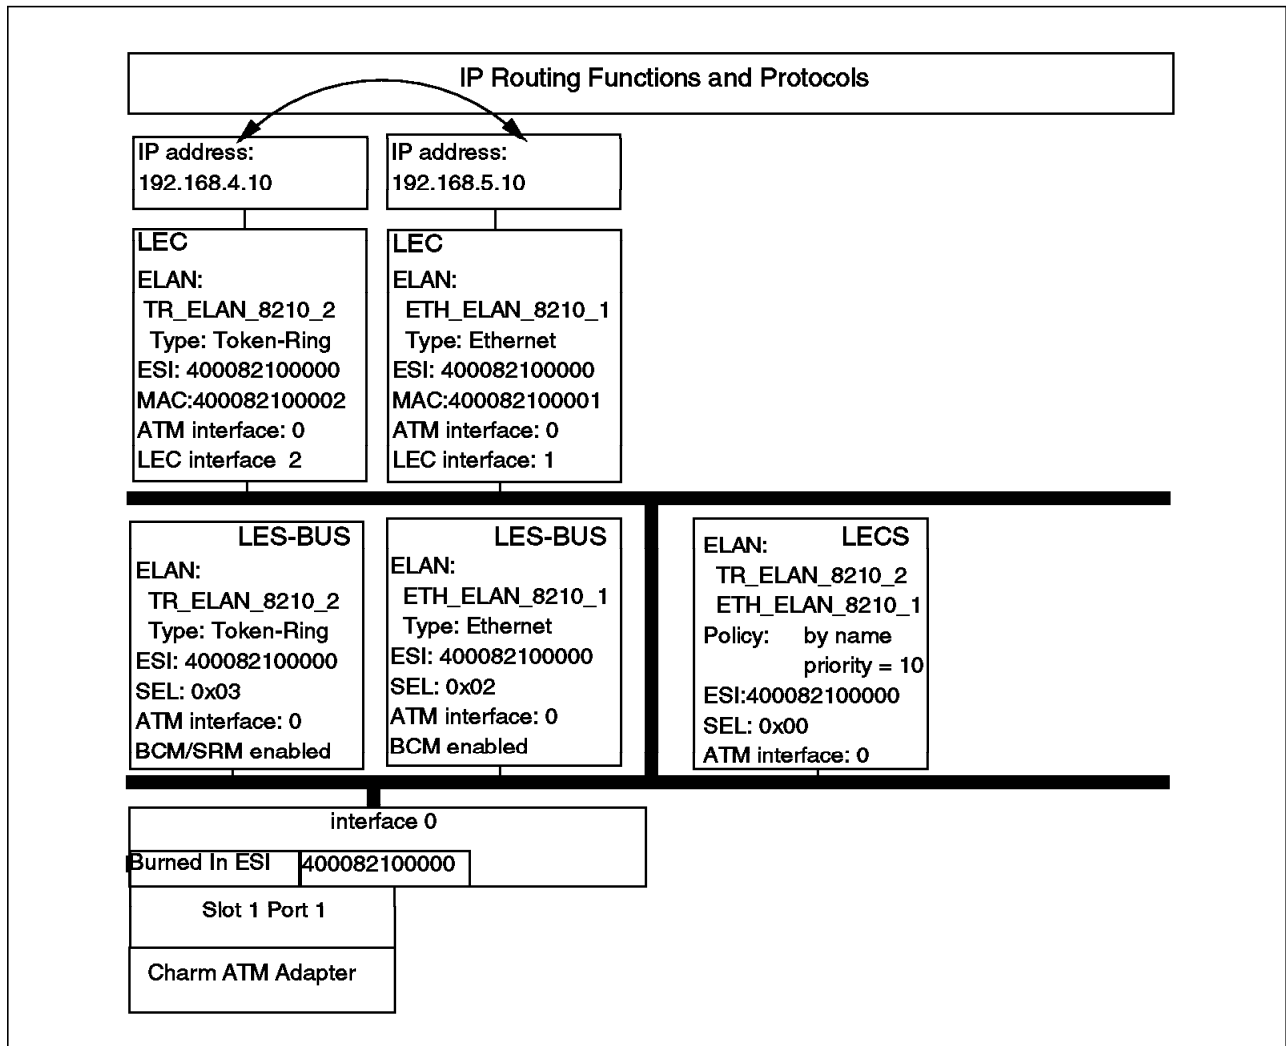 IP Routing Functions and Protocols
IP address:
192.168.4.10
IP address:
192.168.5.10
LEC
ELAN:
TR_ELAN_8210_2
Type: Token-Ring
ESI: 400082100000
MAC:400082100002
ATM interface: 0
LEC interface 2
LEC
ELAN:
ETH_ELAN_8210_1
Type: Ethernet
ESI: 400082100000
MAC:400082100001
ATM interface: 0
LEC interface: 1
LES-BUS
ELAN:
TR_ELAN_8210_2
Type: Token-Ring
ESI: 400082100000
SEL: 0x03
ATM interface: 0
BCM/SRM enabled
LES-BUS
ELAN:
ETH_ELAN_8210_1
Type: Ethernet
ESI: 400082100000
SEL: 0x02
ATM interface: 0
BCM enabled
LECS
ELAN:
TR_ELAN_8210_2
ETH_ELAN_8210_1
Policy: by name
priority = 10
ESI:400082100000
SEL: 0x00
ATM interface: 0
interface 0
Burned In ESI 400082100000
Slot 1 Port 1
Charm ATM Adapter